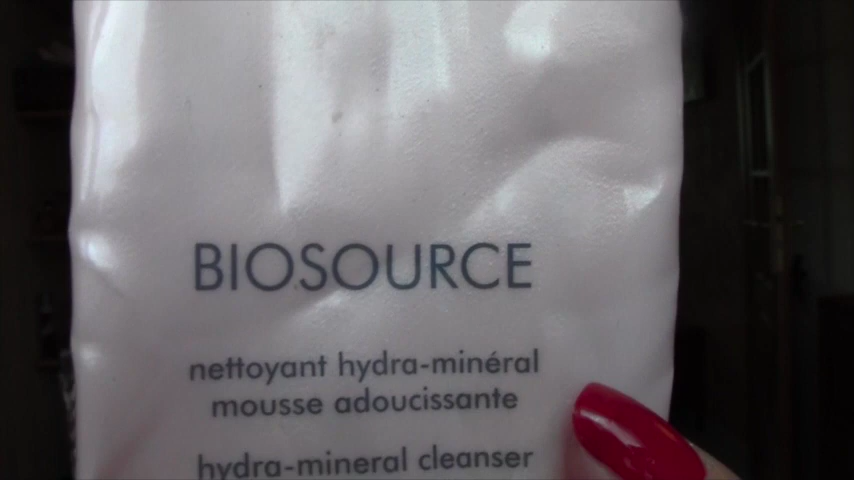 BIOSOURCE
nettoyant hydra-minéral
mousse adoucissante
hydra-mineral cleanser